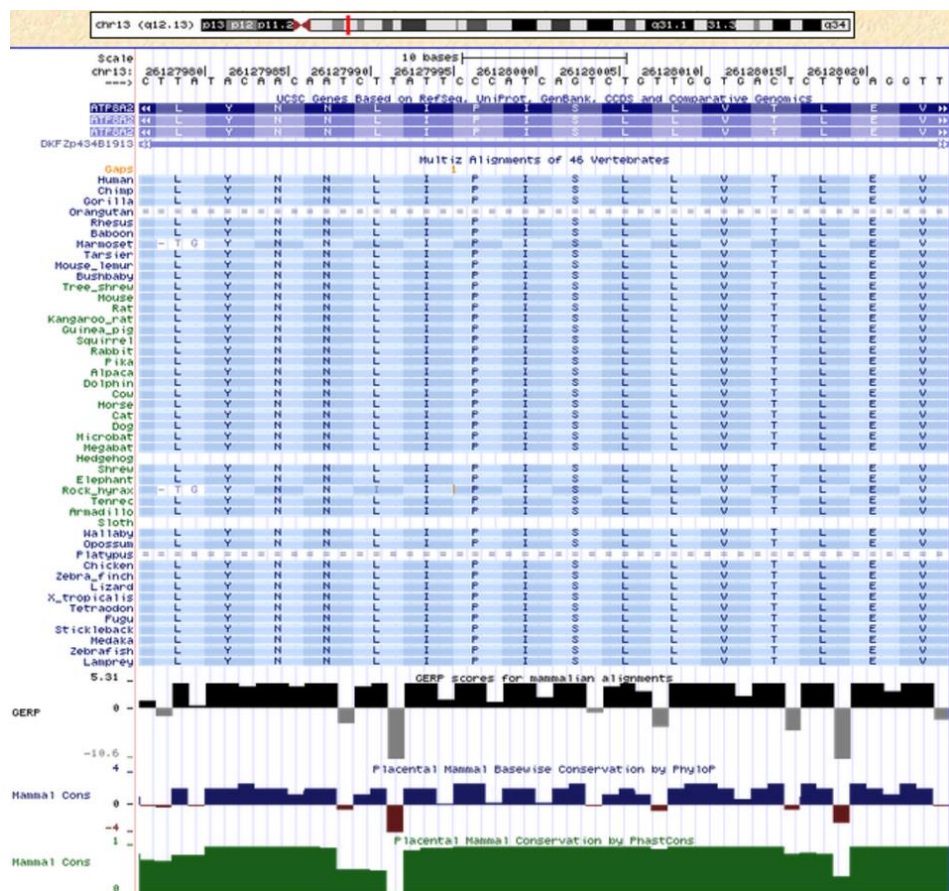 chr13 (q12.13) p13 p12 p11.2 q31.1 31.3 q34
Scale 10 bases
chr13: 26127980| 26127985| 26127990| 26127995| 26128000| 26128005| 26128010| 26128015| 26128020|
---> C T T A T A C A A C A A T C T T A T C C C C A T C A G T C T G C T G G T G A C T C T T G A G G T T
UCSC Genes Based on RefSeq, UniProt, GenBank, CCDS and Comparative Genomics
ATP8A2 L Y N N L I P I S L L V T L E V
ATP8A2 L Y N N L I P I S L L V T L E V
ATP8A2 L Y N N L I P I S L L V T L E V
DKFZp434B1913
Multiz Alignments of 46 Vertebrates
Gaps 1
Human L Y N N L I P I S L L V T L E V
Chimp L Y N N L I P I S L L V T L E V
Gorilla L Y N N L I P I S L L V T L E V
Orangutan = = = = = = = = = = = = = = = = = = = = = = = = = = = = = = = = = = = = = = = = = = = = = = = = =
Rhesus L Y N N L I P I S L L V T L E V
Baboon L Y N N L I P I S L L V T L E V
Marmoset - T G Y N N L I P I S L L V T L E V
Tarsier L Y N N L I P I S L L V T L E V
Mouse_lemur L Y N N L I P I S L L V T L E V
Bushbaby L Y N N L I P I S L L V T L E V
Tree_shrew L Y N N L I P I S L L V T L E V
Mouse L Y N N L I P I S L L V T L E V
Rat L Y N N L I P I S L L V T L E V
Kangaroo_rat L Y N N L I P I S L L V T L E V
Guinea_pig L Y N N L I P I S L L V T L E V
Squirrel L Y N N L I P I S L L V T L E V
Rabbit L Y N N L I P I S L L V T L E V
Pika L Y N N L I P I S L L V T L E V
Alpaca L Y N N L I P I S L L V T L E V
Dolphin L Y N N L I P I S L L V T L E V
Cow L Y N N L I P I S L L V T L E V
Horse L Y N N L I P I S L L V T L E V
Cat L Y N N L I P I S L L V T L E V
Dog L Y N N L I P I S L L V T L E V
Microbat L Y N N L I P I S L L V T L E V
Megabat L Y N N L I P I S L L V T L E V
Hedgehog
Shrew L Y N N L I P I S L L V T L E V
Elephant L Y N N L I P I S L L V T L E V
Rock_hyrax - T G Y N N I I P I S L L V T L E V
Tenrec L Y N N L I P I S L L V T L E V
Armadillo L Y N N L I P I S L L V T L E V
Sloth
Wallaby L Y N N L I P I S L L V T L E V
Opossum L Y N N L I P I S L L V T L E V
Platypus = = = = = = = = = = = = = = = = = = = = = = = = = = = = = = = = = = = = = = = = = = = = = = = = =
Chicken L Y N N L I P I S L L V T L E V
Zebra_finch L Y N N L I P I S L L V T L E V
Lizard L Y N N L I P I S L L V T L E V
X_tropicalis L Y N N L I P I S L L V T L E V
Tetraodon L Y N N L I P I S L L V T L E V
Fugu L Y N N L I P I S L L V T L E V
Stickleback L Y N N L I P I S L L V T L E V
Medaka L Y N N L I P I S L L V T L E V
Zebrafish L Y N N L I P I S L L V T L E V
Lamprey L Y N N L I P I S L L V T L E V
5.31 _ GERP scores for mammalian alignments
GERP 0 _
-10.6 _
4 _ Placental Mammal Basewise Conservation by PhyloP
Mammal Cons 0 -
-4 _
1 _ Placental Mammal Conservation by PhastCons
Mammal Cons
0 _